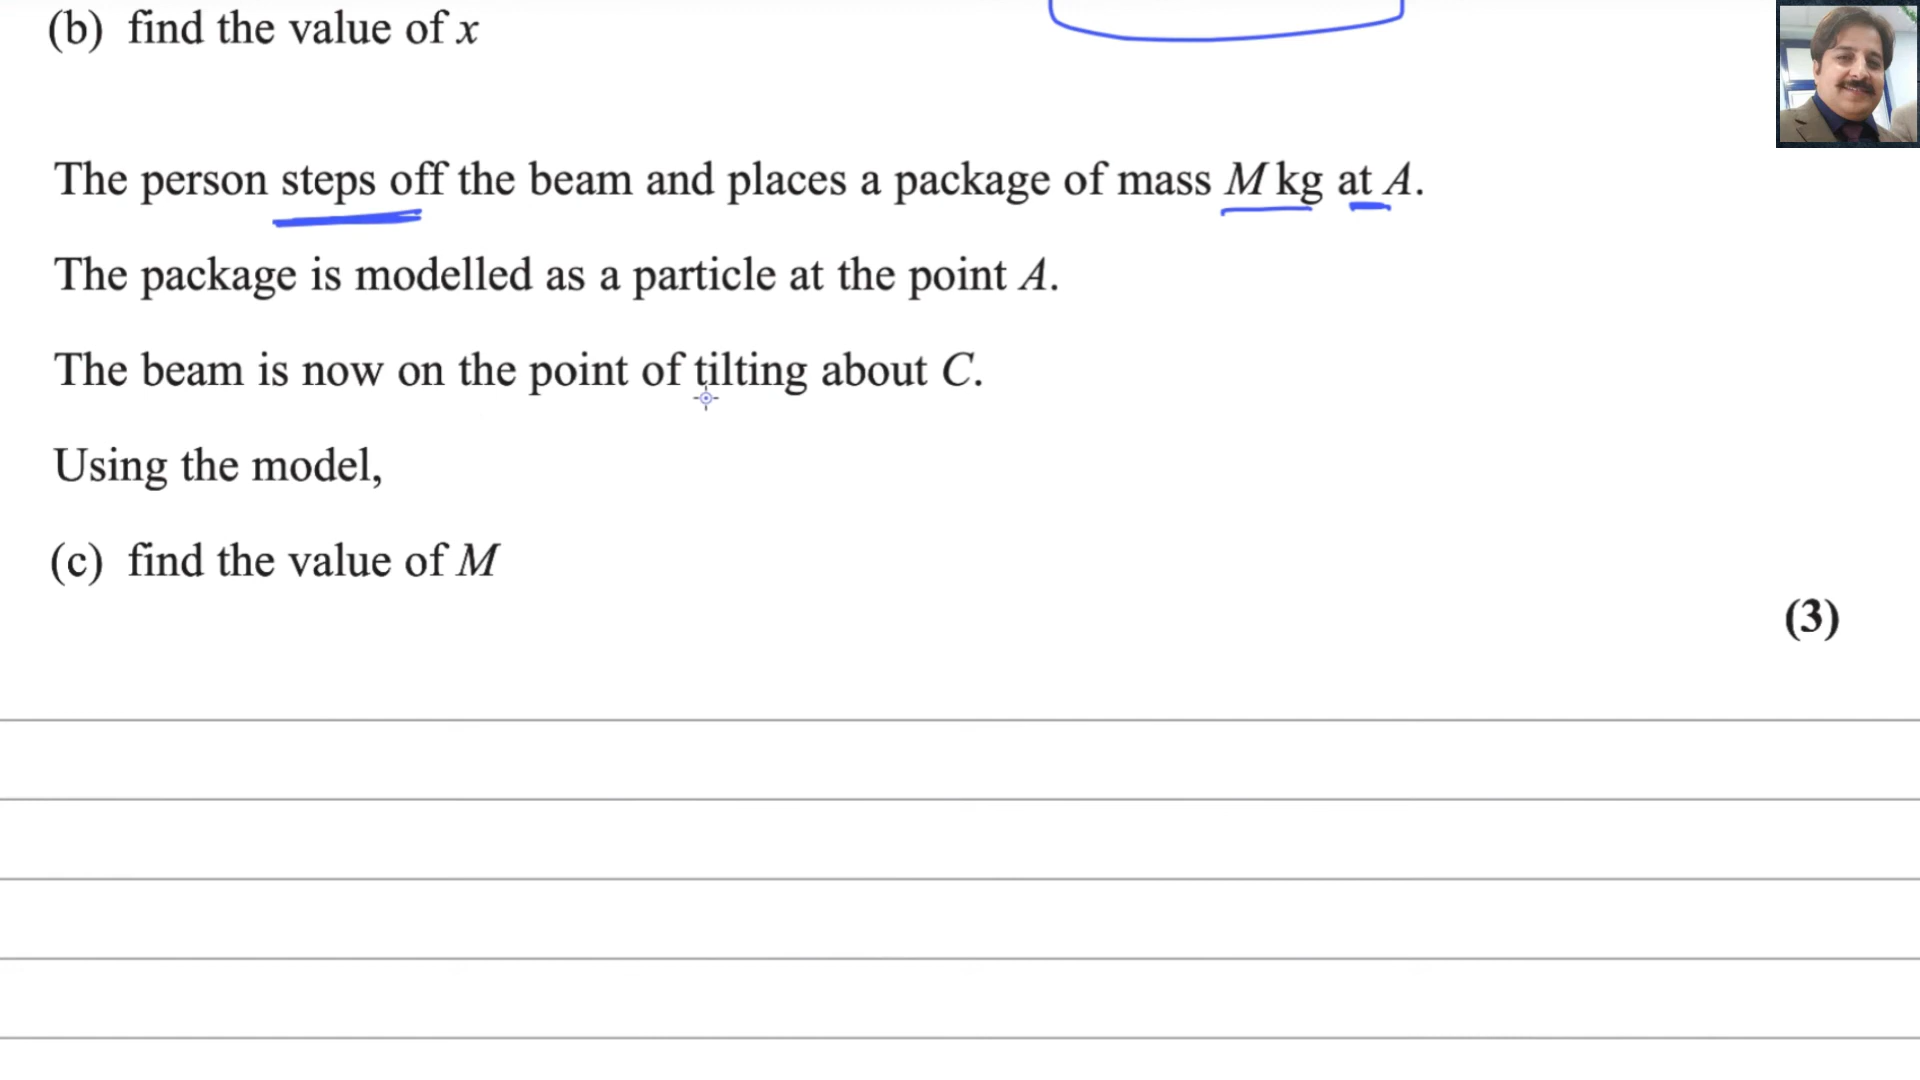 (b) find the value of x
The person steps off the beam and places a package of mass M kg at A.
The package is modelled as a particle at the point A.
The beam is now on the point of tilting about C.
Using the model,
(c) find the value of M
(3)